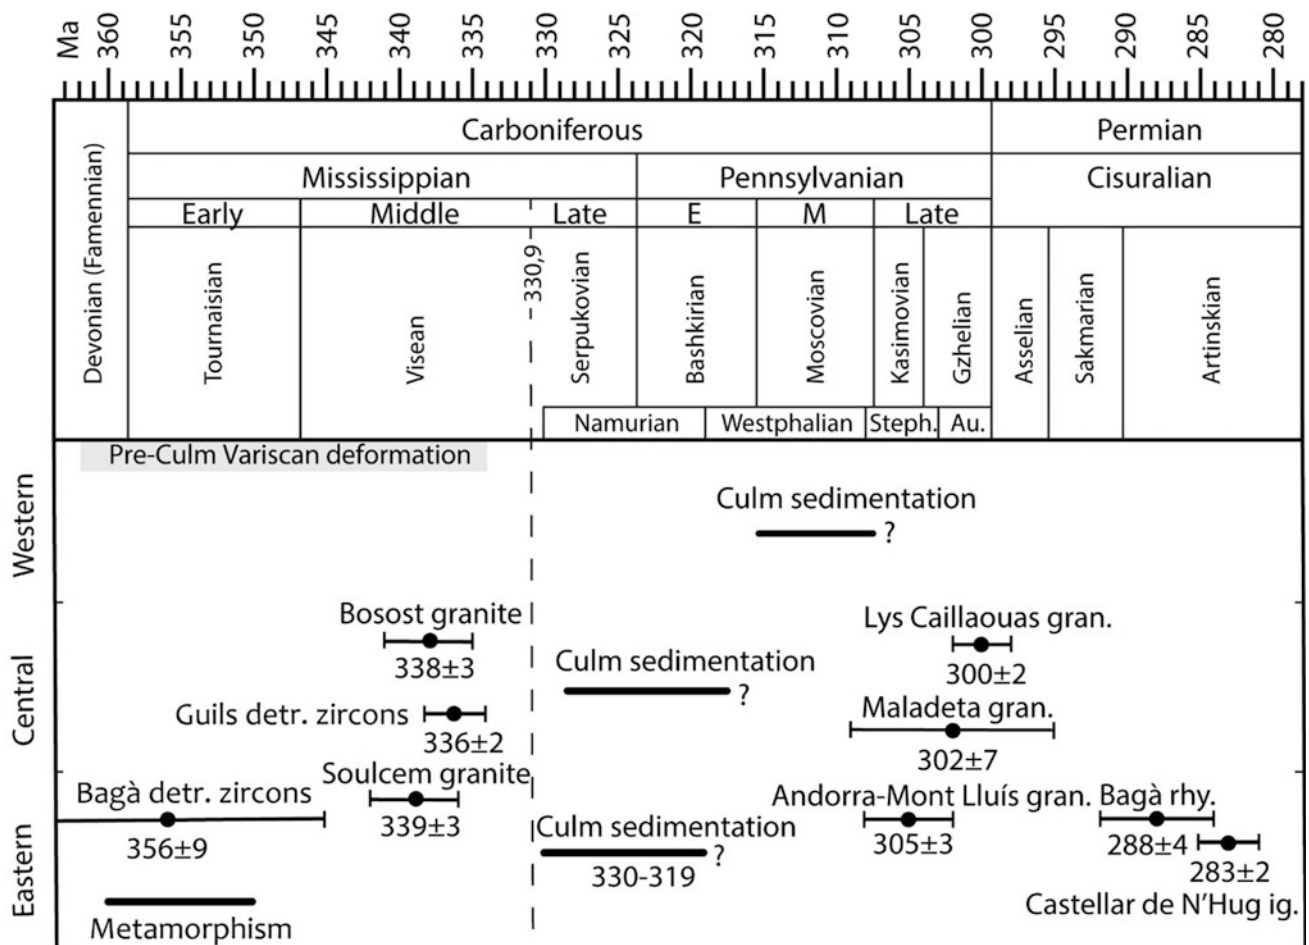 Ma 360 355 350 345 340 335 330 325 320 315 310 305 300 295 290 285 280
Carboniferous Permian
Mississippian Pennsylvanian Cisuralian
Early Middle Late E M Late
Devonian (Famennian)
Tournaisian
Visean
330,9
Serpukovian
Bashkirian
Moscovian
Kasimovian
Gzhelian
Asselian
Sakmarian
Artinskian
Namurian Westphalian Steph. Au.
Pre-Culm Variscan deformation
Western
Culm sedimentation
?
Central
Bosost granite
338±3
Lys Caillaouas gran.
300±2
Culm sedimentation
?
Guils detr. zircons
336±2
Maladeta gran.
302±7
Eastern
Soulcem granite
339±3
Bagà detr. zircons
356±9
Andorra-Mont Lluís gran.
305±3
Bagà rhy.
288±4
Culm sedimentation
?
330-319
283±2
Castellar de N'Hug ig.
Metamorphism